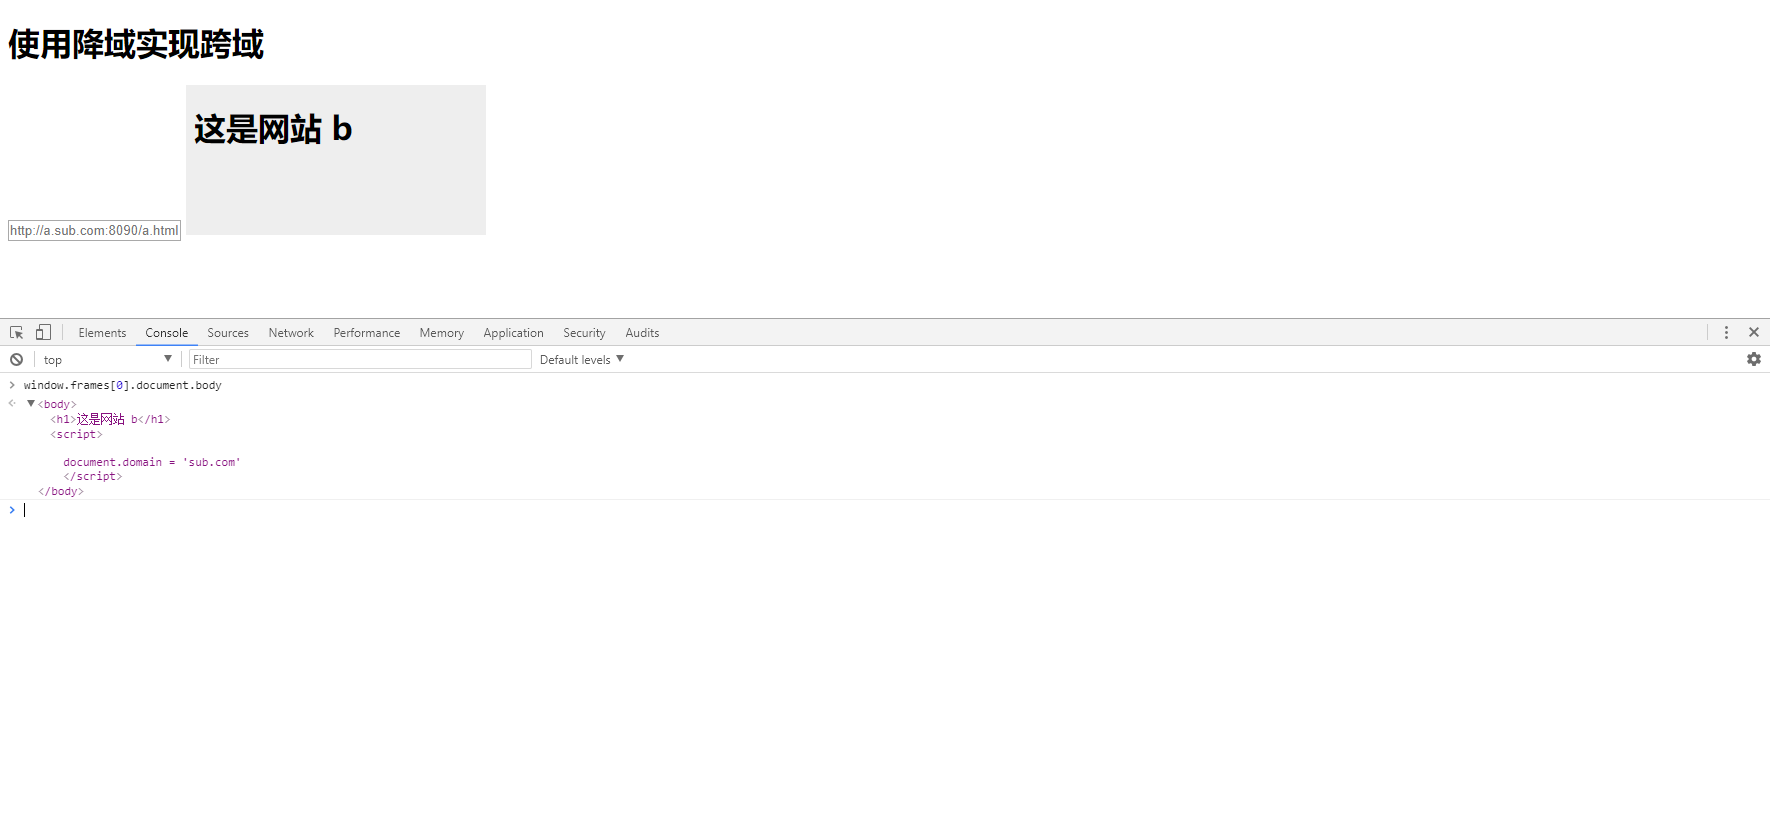 使用降域实现跨域
这是网站 b
http://a.sub.com:8090/a.html
Elements Console Sources Network Performance Memory Application Security Audits
top Filter Default levels
window.frames[0].document.body
<body>
<h1>这是网站 b</h1>
<script>
document.domain = 'sub.com'
</script>
</body>